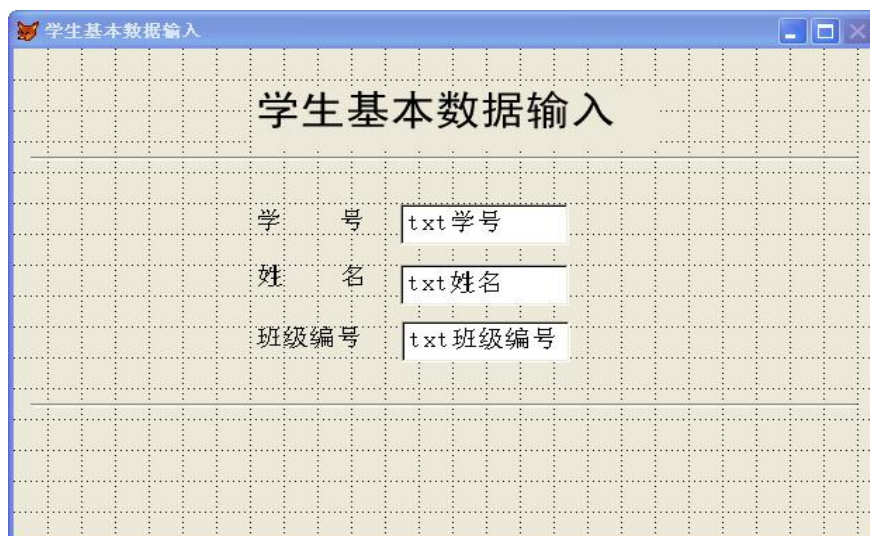 学生基本数据输入
学生基本数据输入
学 号 txt学号
姓 名 txt姓名
班级编号 txt班级编号